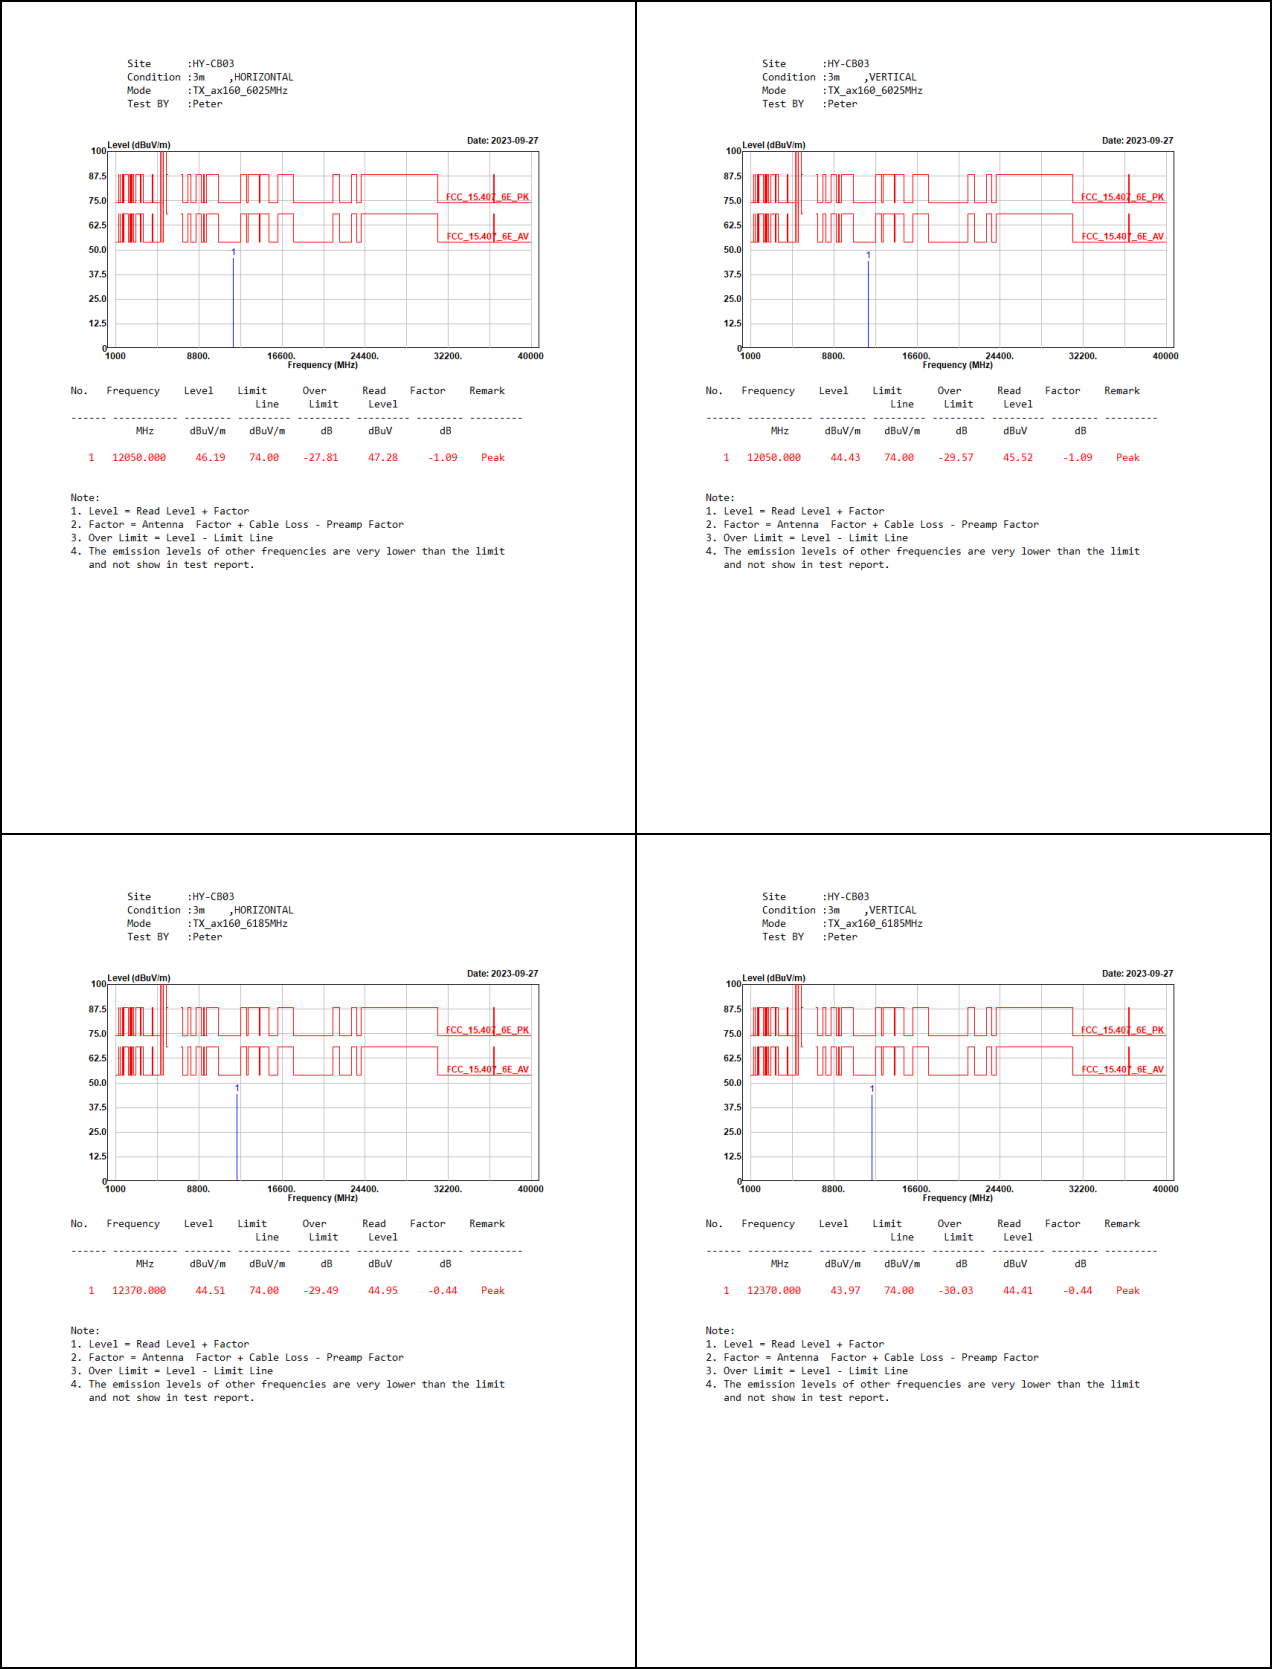 Site      :HY-CB03
Condition :3m    ,HORIZONTAL
Mode      :TX_ax160_6025MHz
Test BY   :Peter
Level (dBuV/m)
Date: 2023-09-27
100
87.5
75.0
62.5
50.0
37.5
25.0
12.5
0
FCC_15.407_6E_PK
FCC_15.407_6E_AV
1
1000 8800. 16600. 24400. 32200. 40000
Frequency (MHz)
No. Frequency Level Limit Over Read Factor Remark
Line Limit Level
------ ----------- -------- -------- --------- --------- -------- ---------
MHz dBuV/m dBuV/m dB dBuV dB
1 12050.000 46.19 74.00 -27.81 47.28 -1.09 Peak
Note:
1. Level = Read Level + Factor
2. Factor = Antenna  Factor + Cable Loss - Preamp Factor
3. Over Limit = Level - Limit Line
4. The emission levels of other frequencies are very lower than the limit
and not show in test report.
Site      :HY-CB03
Condition :3m    ,VERTICAL
Mode      :TX_ax160_6025MHz
Test BY   :Peter
Level (dBuV/m)
Date: 2023-09-27
100
87.5
75.0
62.5
50.0
37.5
25.0
12.5
0
FCC_15.407_6E_PK
FCC_15.407_6E_AV
1
1000 8800. 16600. 24400. 32200. 40000
Frequency (MHz)
No. Frequency Level Limit Over Read Factor Remark
Line Limit Level
------ ----------- -------- -------- --------- --------- -------- ---------
MHz dBuV/m dBuV/m dB dBuV dB
1 12050.000 44.43 74.00 -29.57 45.52 -1.09 Peak
Note:
1. Level = Read Level + Factor
2. Factor = Antenna  Factor + Cable Loss - Preamp Factor
3. Over Limit = Level - Limit Line
4. The emission levels of other frequencies are very lower than the limit
and not show in test report.
Site      :HY-CB03
Condition :3m    ,HORIZONTAL
Mode      :TX_ax160_6185MHz
Test BY   :Peter
Level (dBuV/m)
Date: 2023-09-27
100
87.5
75.0
62.5
50.0
37.5
25.0
12.5
0
FCC_15.407_6E_PK
FCC_15.407_6E_AV
1
1000 8800. 16600. 24400. 32200. 40000
Frequency (MHz)
No. Frequency Level Limit Over Read Factor Remark
Line Limit Level
------ ----------- -------- -------- --------- --------- -------- ---------
MHz dBuV/m dBuV/m dB dBuV dB
1 12370.000 44.51 74.00 -29.49 44.95 -0.44 Peak
Note:
1. Level = Read Level + Factor
2. Factor = Antenna  Factor + Cable Loss - Preamp Factor
3. Over Limit = Level - Limit Line
4. The emission levels of other frequencies are very lower than the limit
and not show in test report.
Site      :HY-CB03
Condition :3m    ,VERTICAL
Mode      :TX_ax160_6185MHz
Test BY   :Peter
Level (dBuV/m)
Date: 2023-09-27
100
87.5
75.0
62.5
50.0
37.5
25.0
12.5
0
FCC_15.407_6E_PK
FCC_15.407_6E_AV
1
1000 8800. 16600. 24400. 32200. 40000
Frequency (MHz)
No. Frequency Level Limit Over Read Factor Remark
Line Limit Level
------ ----------- -------- -------- --------- --------- -------- ---------
MHz dBuV/m dBuV/m dB dBuV dB
1 12370.000 43.97 74.00 -30.03 44.41 -0.44 Peak
Note:
1. Level = Read Level + Factor
2. Factor = Antenna  Factor + Cable Loss - Preamp Factor
3. Over Limit = Level - Limit Line
4. The emission levels of other frequencies are very lower than the limit
and not show in test report.